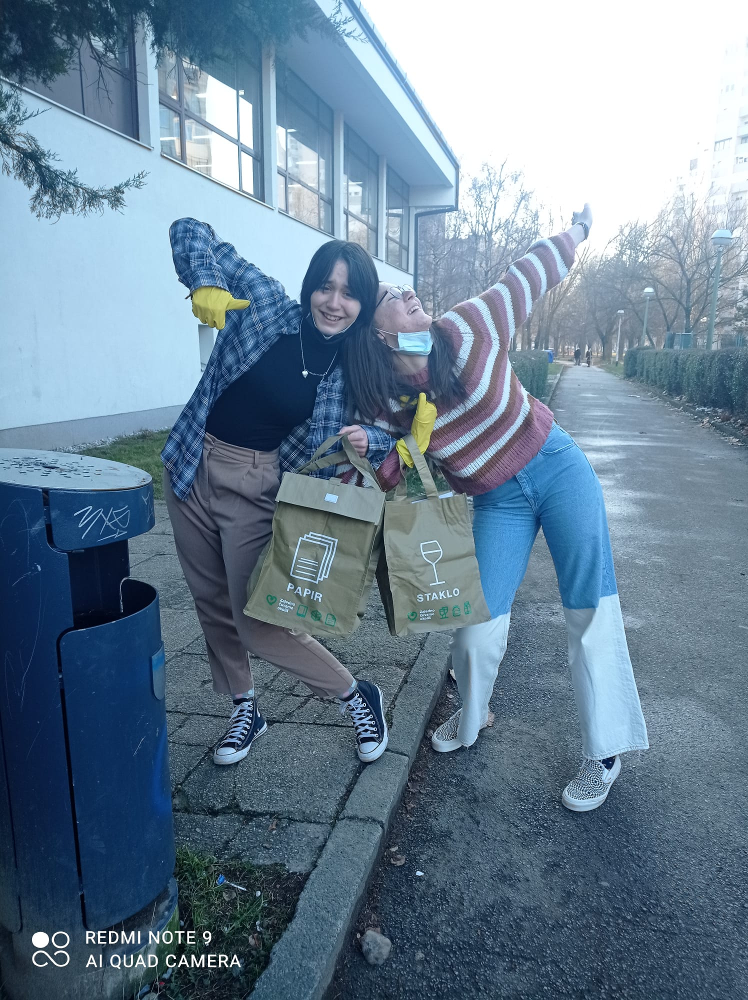 PAPIR
Zajedno
čuvamo
okoliš
STAKLO
Zajedno
čuvamo
okoliš
REDMI NOTE 9
AI QUAD CAMERA